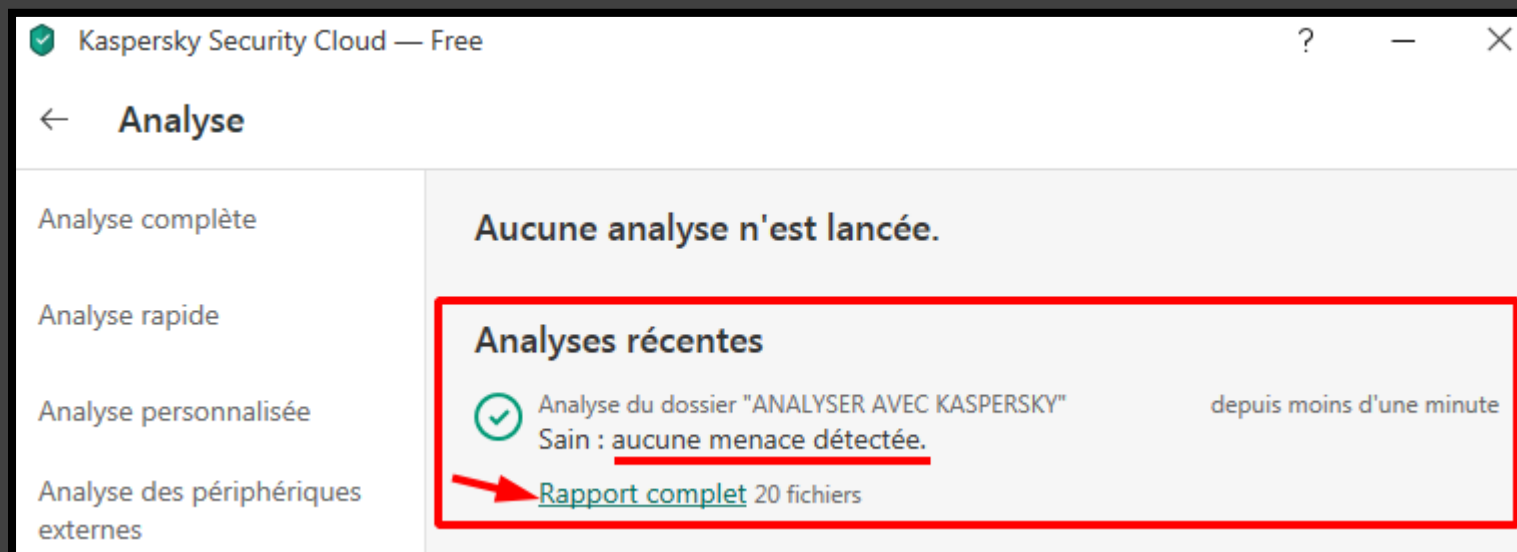 Kaspersky Security Cloud — Free ?
Analyse
Analyse complète
Analyse rapide
Analyse personnalisée
Analyse des périphériques
externes
Aucune analyse n'est lancée.
Analyses récentes
Analyse du dossier "ANALYSER AVEC KASPERSKY" depuis moins d'une minute
Sain : aucune menace détectée.
Rapport complet 20 fichiers